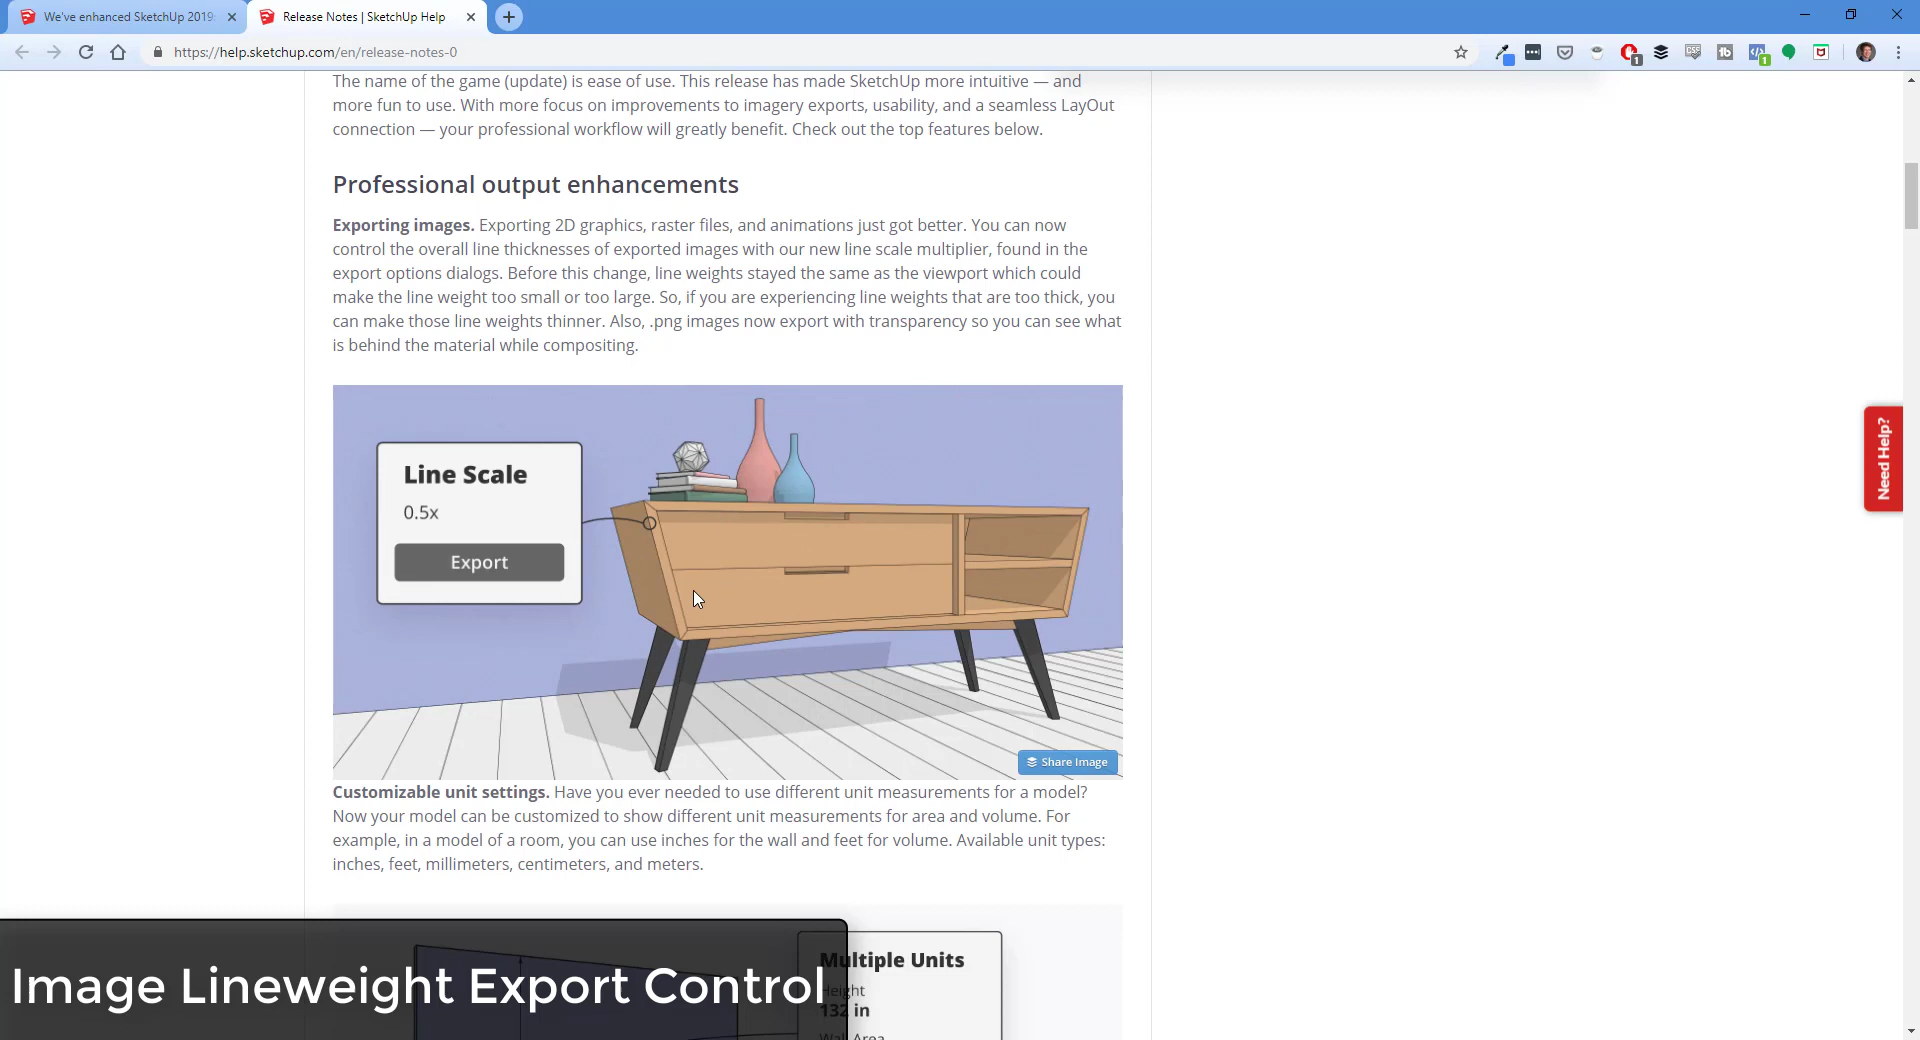 We've enhanced SketchUp 2019:
Release Notes | SketchUp Help
https://help.sketchup.com/en/release-notes-0
The name of the game (update) is ease of use. This release has made SketchUp more intuitive — and
more fun to use. With more focus on improvements to imagery exports, usability, and a seamless LayOut
connection — your professional workflow will greatly benefit. Check out the top features below.
Professional output enhancements
Exporting images. Exporting 2D graphics, raster files, and animations just got better. You can now
control the overall line thicknesses of exported images with our new line scale multiplier, found in the
export options dialogs. Before this change, line weights stayed the same as the viewport which could
make the line weight too small or too large. So, if you are experiencing line weights that are too thick, you
can make those line weights thinner. Also, .png images now export with transparency so you can see what
is behind the material while compositing.
Line Scale
0.5x
Export
Share Image
Need Help?
Customizable unit settings. Have you ever needed to use different unit measurements for a model?
Now your model can be customized to show different unit measurements for area and volume. For
example, in a model of a room, you can use inches for the wall and feet for volume. Available unit types:
inches, feet, millimeters, centimeters, and meters.
Multiple Units
Height
132 in
Wall Area
Image Lineweight Export Control